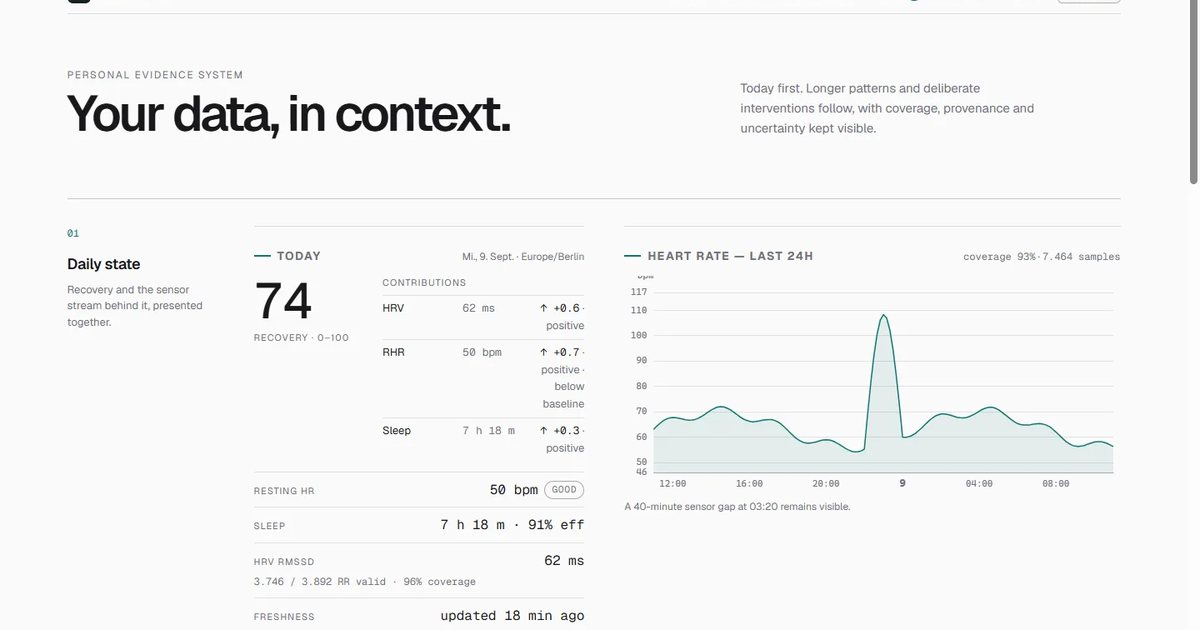 PERSONAL EVIDENCE SYSTEM
Your data, in context.
Today first. Longer patterns and deliberate
interventions follow, with coverage, provenance and
uncertainty kept visible.
01
Daily state
Recovery and the sensor
stream behind it, presented
together.
TODAY
Mi., 9. Sept. · Europe/Berlin
74
RECOVERY · 0–100
CONTRIBUTIONS
HRV 62 ms ↑ +0.6 ·
positive
RHR 50 bpm ↑ +0.7 ·
positive ·
below
baseline
Sleep 7 h 18 m ↑ +0.3 ·
positive
RESTING HR 50 bpm GOOD
SLEEP 7 h 18 m · 91% eff
HRV RMSSD 62 ms
3.746 / 3.892 RR valid · 96% coverage
FRESHNESS updated 18 min ago
HEART RATE — LAST 24H
coverage 93% · 7.464 samples
bpm
117
110
100
90
80
70
60
50
46
12:00 16:00 20:00 9 04:00 08:00
A 40-minute sensor gap at 03:20 remains visible.